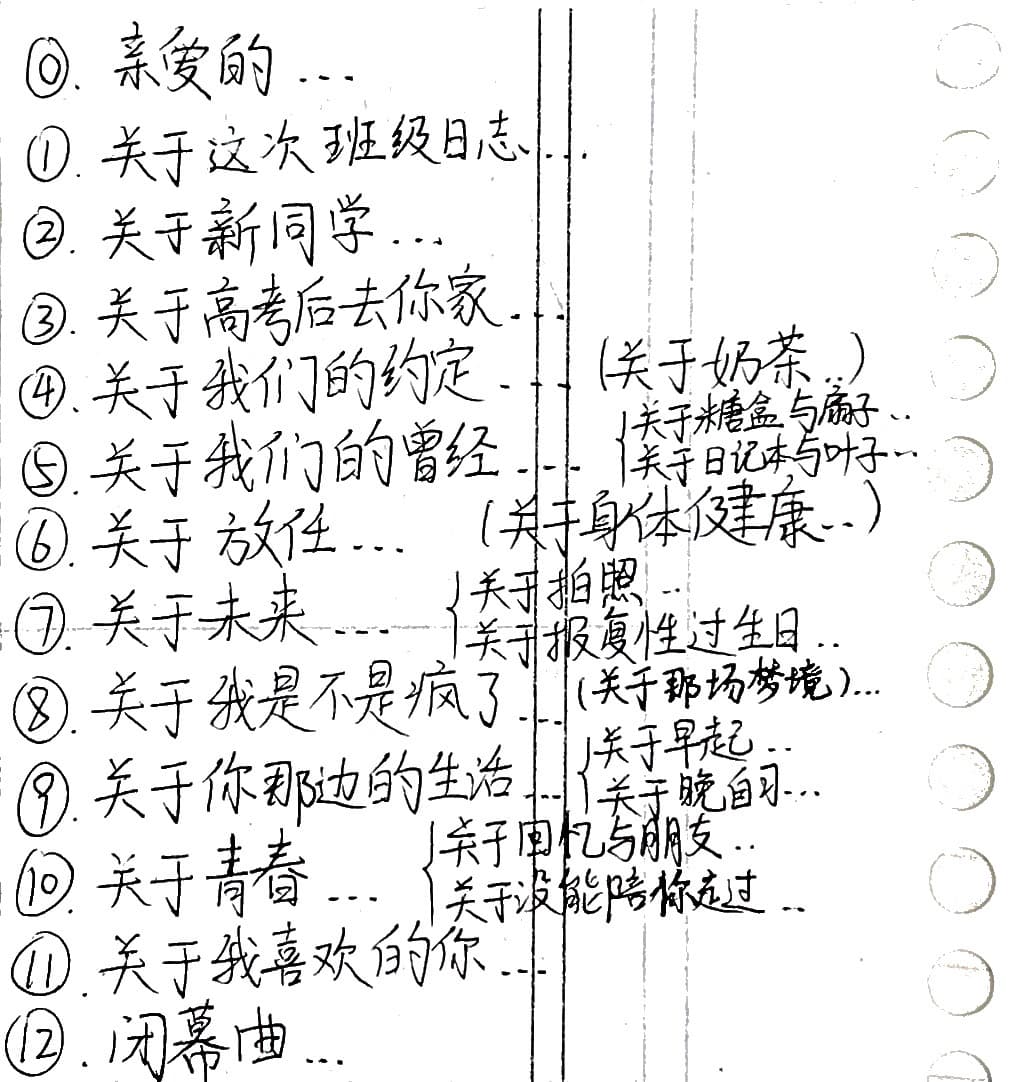 ⓪. 亲爱的...
①. 关于这次班级日志...
②. 关于新同学...
③. 关于高考后去你家...
④. 关于我们的约定... (关于奶茶..)
⑤. 关于我们的曾经... {关于糖盒与扇子..
关于日记本与叶子..
⑥. 关于放任... (关于身体健康..)
⑦. 关于未来... {关于拍照..
关于报复性过生日..
⑧. 关于我是不是疯了... (关于那场梦境)...
⑨. 关于你那边的生活... {关于早起..
关于晚自习...
⑩. 关于青春... {关于回忆与朋友..
关于没能陪你走过..
⑪. 关于我喜欢的你...
⑫. 闭幕曲...